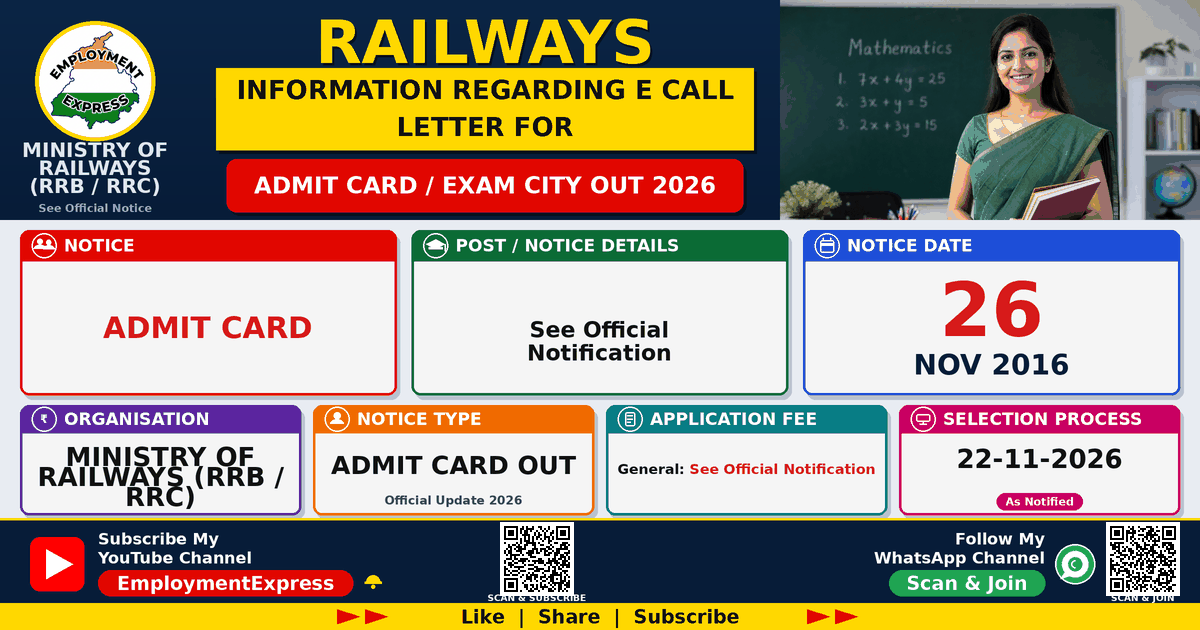 EMPLOYMENT
EXPRESS
MINISTRY OF
RAILWAYS
(RRB / RRC)
See Official Notice
RAILWAYS
INFORMATION REGARDING E CALL
LETTER FOR
ADMIT CARD / EXAM CITY OUT 2026
Mathematics
1. 7x + 4y = 25
2. 3x + y = 5
3. 2x + 3y = 15
NOTICE
ADMIT CARD
POST / NOTICE DETAILS
See Official
Notification
NOTICE DATE
26
NOV 2016
₹ ORGANISATION
MINISTRY OF
RAILWAYS (RRB /
RRC)
NOTICE TYPE
ADMIT CARD OUT
Official Update 2026
APPLICATION FEE
General: See Official Notification
SELECTION PROCESS
22-11-2026
As Notified
Subscribe My
YouTube Channel
EmploymentExpress
SCAN & SUBSCRIBE
Follow My
WhatsApp Channel
Scan & Join
SCAN & JOIN
Like | Share | Subscribe